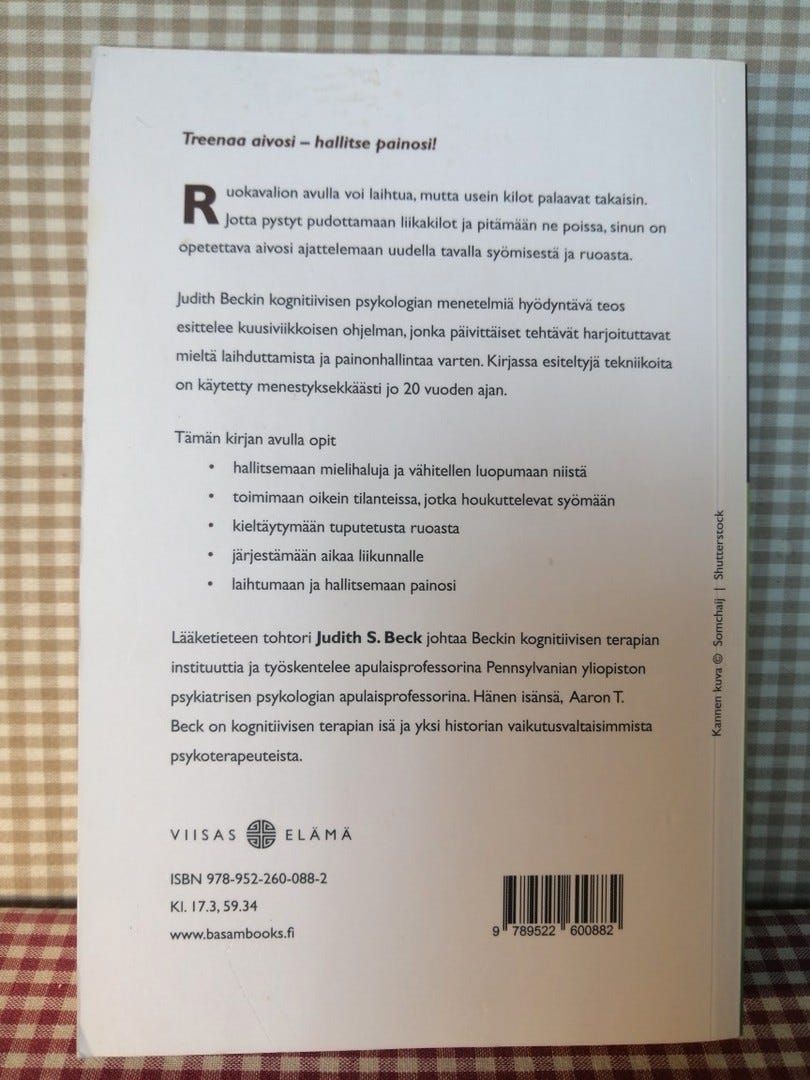 Treenaa aivosi – hallitse painosi!
Ruokavalion avulla voi laihtua, mutta usein kilot palaavat takaisin.
Jotta pystyt pudottamaan liikakilot ja pitämään ne poissa, sinun on
opetettava aivosi ajattelemaan uudella tavalla syömisestä ja ruoasta.
Judith Beckin kognitiivisen psykologian menetelmiä hyödyntävä teos
esittelee kuusiviikkoisen ohjelman, jonka päivittäiset tehtävät harjoituttavat
mieltä laihduttamista ja painonhallintaa varten. Kirjassa esiteltyjä tekniikoita
on käytetty menestyksekkäästi jo 20 vuoden ajan.
Tämän kirjan avulla opit
• hallitsemaan mielihaluja ja vähitellen luopumaan niistä
• toimimaan oikein tilanteissa, jotka houkuttelevat syömään
• kieltäytymään tuputetusta ruoasta
• järjestämään aikaa liikunnalle
• laihtumaan ja hallitsemaan painosi
Lääketieteen tohtori Judith S. Beck johtaa Beckin kognitiivisen terapian
instituuttia ja työskentelee apulaisprofessorina Pennsylvanian yliopiston
psykiatrisen psykologian apulaisprofessorina. Hänen isänsä, Aaron T.
Beck on kognitiivisen terapian isä ja yksi historian vaikutusvaltaisimmista
psykoterapeuteista.
VIISAS ELÄMÄ
ISBN 978-952-260-088-2
Kl. 17.3, 59.34
www.basambooks.fi
9 789522 600882
Kannen kuva © Somchaij | Shutterstock